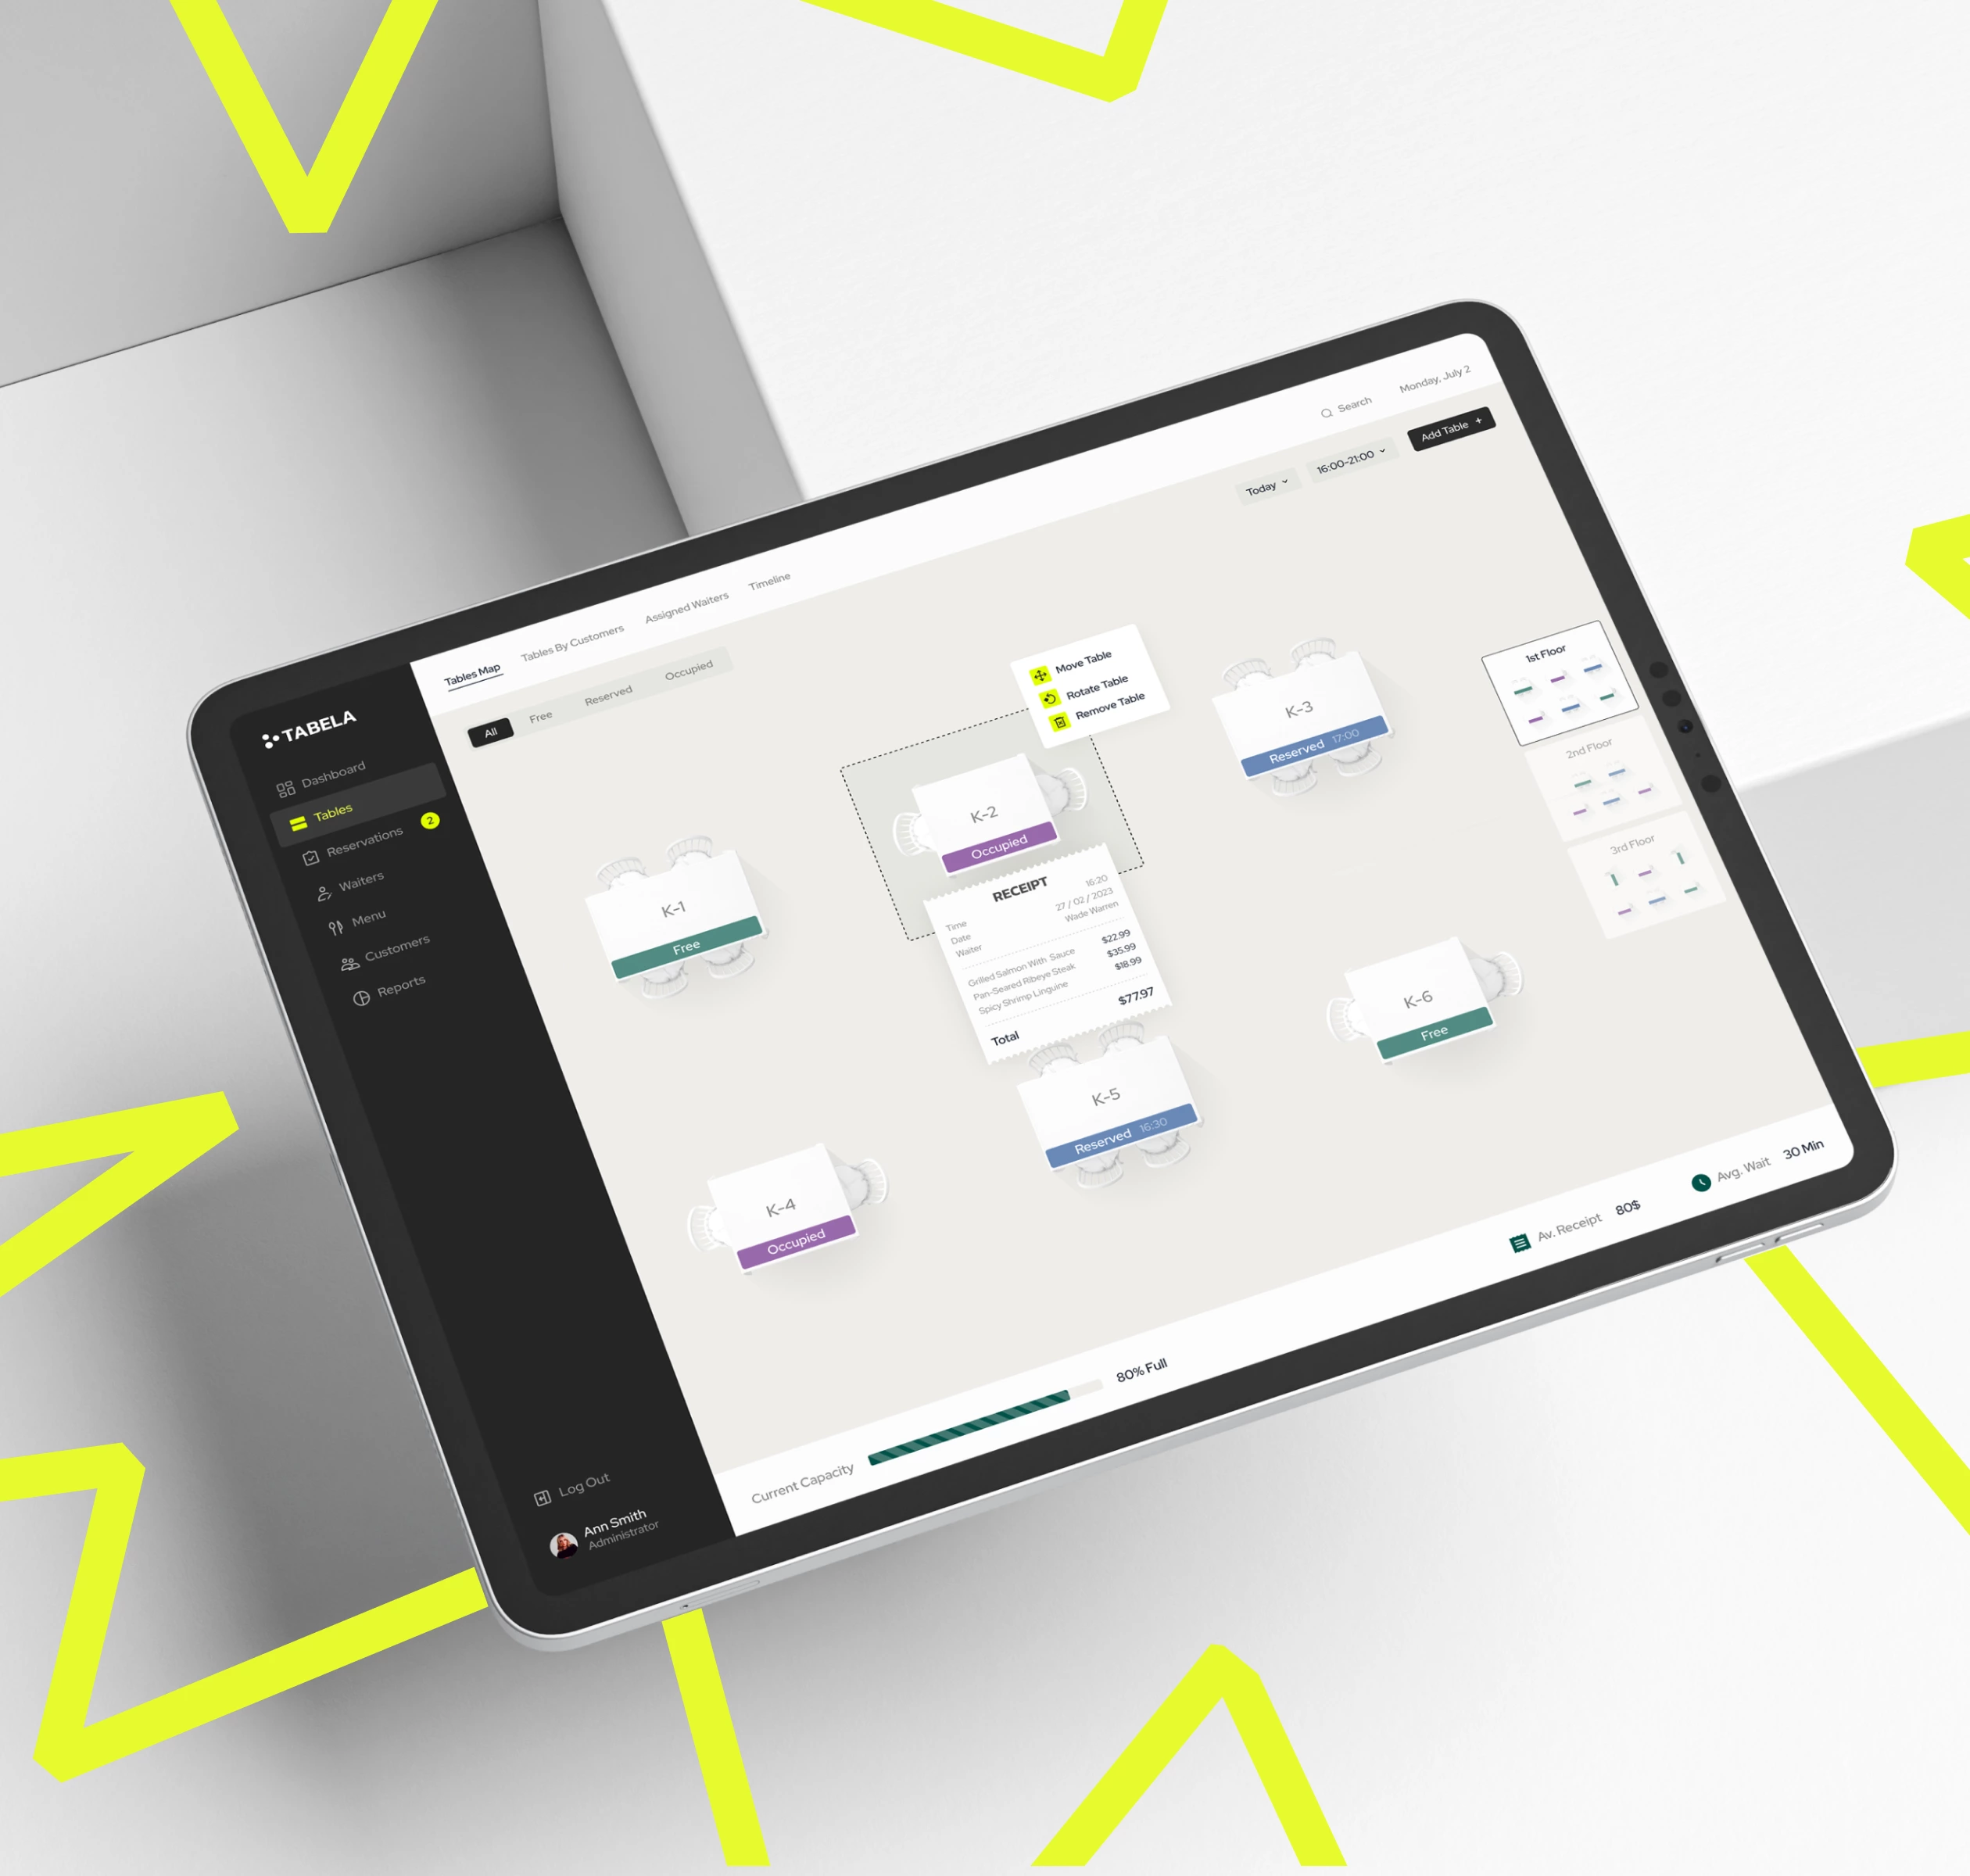 TABELA
Dashboard
Tables
Reservations 2
Waiters
Menu
Customers
Reports
Log Out
Ann Smith
Administrator
Tables Map Tables By Customers Assigned Waiters Timeline
Search Monday, July 2
All Free Reserved Occupied
Today 16:00-21:00 Add Table +
Move Table
Rotate Table
Remove Table
K-1
Free
K-2
Occupied
K-3
Reserved 17:00
RECEIPT
Time 16:20
Date 27 / 02 / 2023
Waiter Wade Warren
Grilled Salmon With Sauce $22.99
Pan-Seared Ribeye Steak $35.99
Spicy Shrimp Linguine $18.99
Total $77.97
K-4
Occupied
K-5
Reserved 16:30
K-6
Free
1st Floor
2nd Floor
3rd Floor
Current Capacity 80% Full
Av. Receipt 80$
Avg. Wait 30 Min